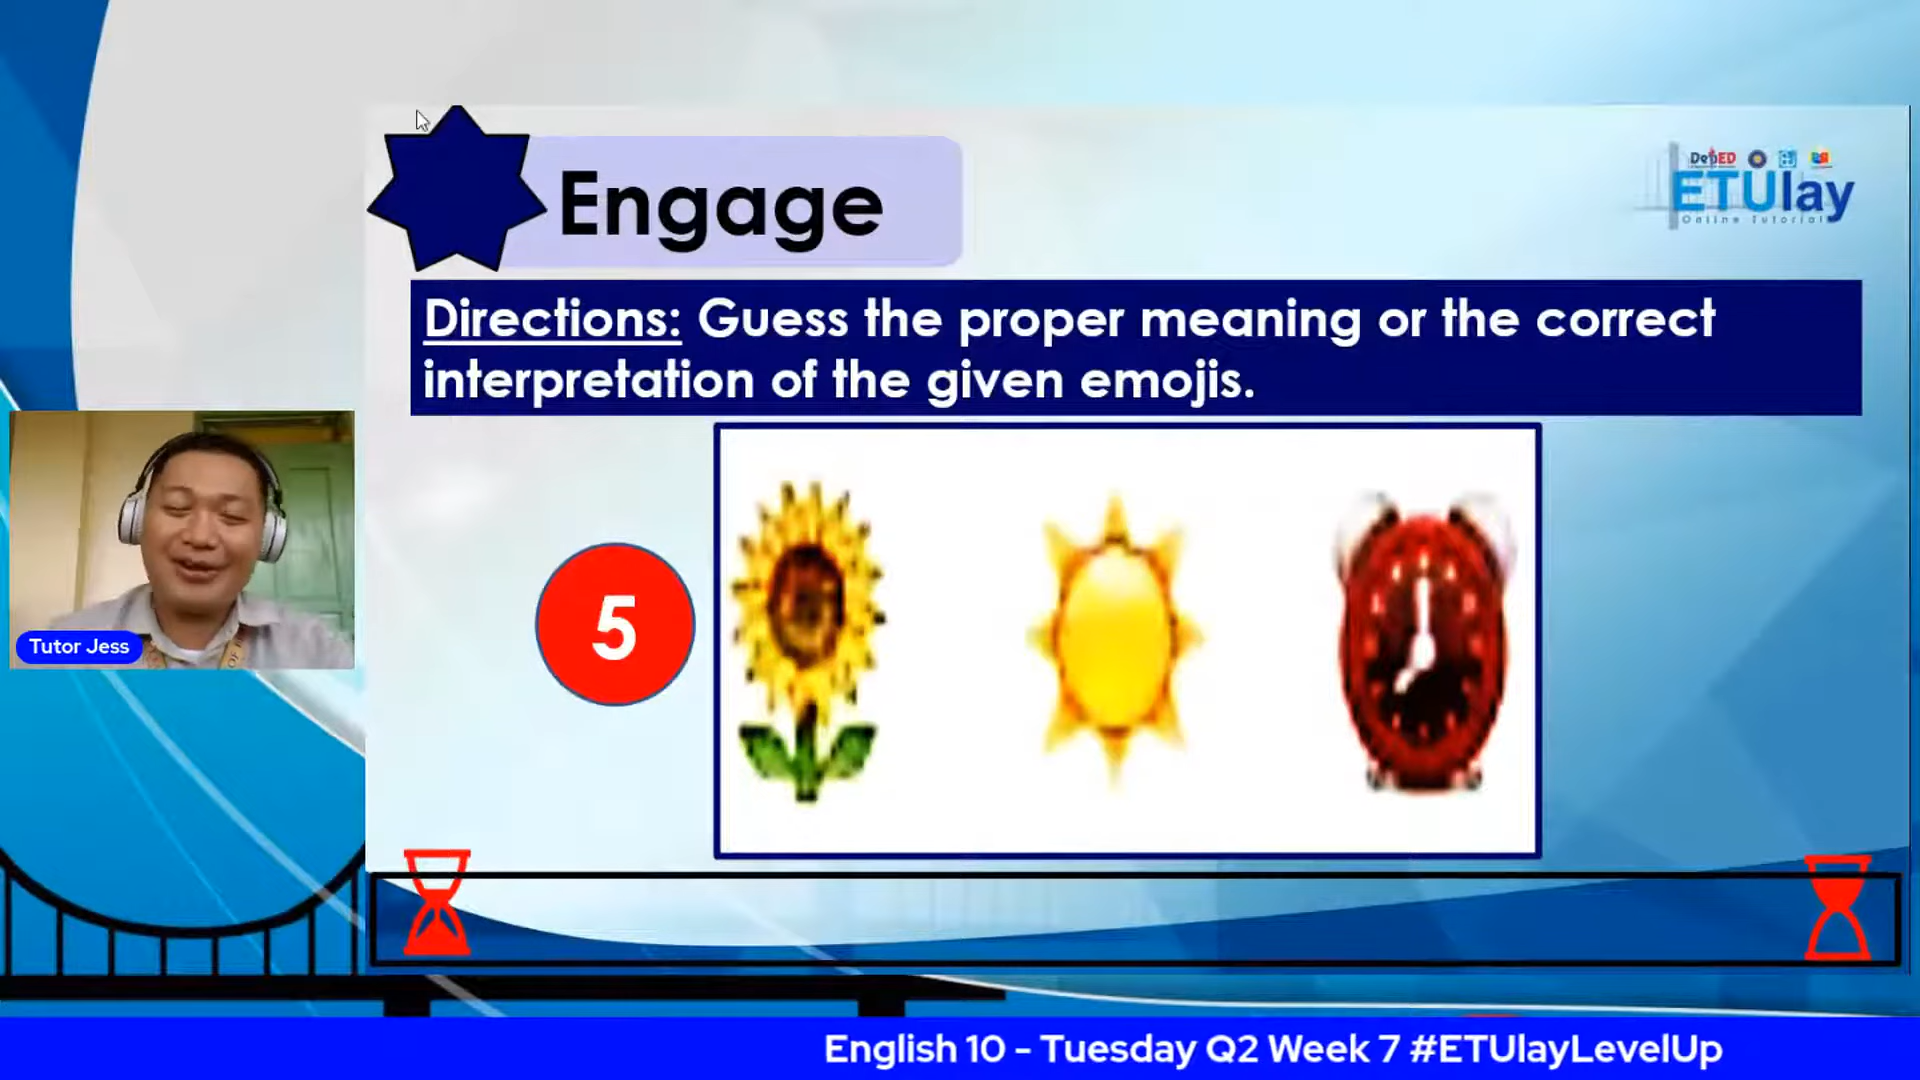 Engage
DepED
ETUlay
Online Tutorial
Directions: Guess the proper meaning or the correct
interpretation of the given emojis.
5
Tutor Jess
English 10 - Tuesday Q2 Week 7 #ETUlayLevelUp